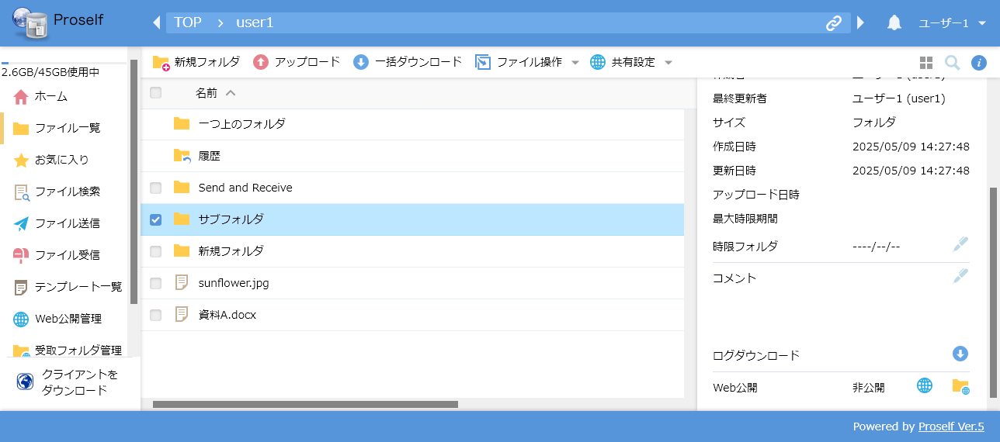 Proself
TOP
user1
ユーザー1
2.6GB/45GB使用中
ホーム
ファイル一覧
お気に入り
ファイル検索
ファイル送信
ファイル受信
テンプレート一覧
Web公開管理
受取フォルダ管理
クライアントを
ダウンロード
新規フォルダ
アップロード
一括ダウンロード
ファイル操作
共有設定
名前
一つ上のフォルダ
履歴
Send and Receive
サブフォルダ
新規フォルダ
sunflower.jpg
資料A.docx
最終更新者 ユーザー1 (user1)
サイズ フォルダ
作成日時 2025/05/09 14:27:48
更新日時 2025/05/09 14:27:48
アップロード日時
最大時限期間
時限フォルダ ----/--/--
コメント
ログダウンロード
Web公開 非公開
Powered by Proself Ver.5